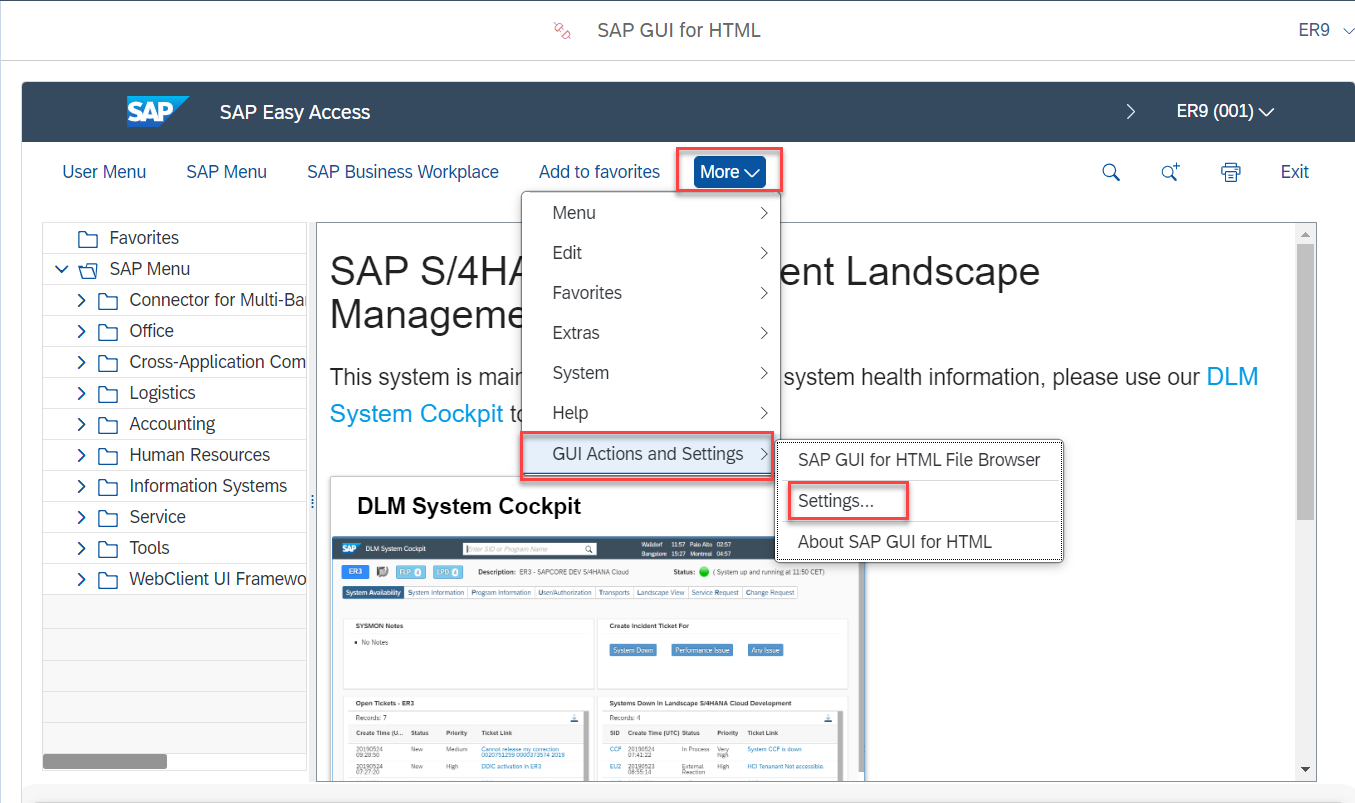 SAP GUI for HTML
ER9
SAP
SAP Easy Access
ER9 (001)
User Menu
SAP Menu
SAP Business Workplace
Add to favorites
More
Exit
Menu
Edit
Favorites
Extras
System
Help
GUI Actions and Settings
SAP GUI for HTML File Browser
Settings...
About SAP GUI for HTML
Favorites
SAP Menu
Connector for Multi-Ba
Office
Cross-Application Com
Logistics
Accounting
Human Resources
Information Systems
Service
Tools
WebClient UI Framewo
SAP S/4HA ent Landscape
Manageme
This system is mai system health information, please use our DLM
System Cockpit to
DLM System Cockpit
SAP DLM System Cockpit
Enter SID or Program Name
Walldorf 11:57 Palo Alto 02:57
Bangalore 15:27 Montreal 04:57
ER3
FLP
LPD
Description: ER3 - SAPCORE DEV S/4HANA Cloud
Status: ( System up and running at 11:50 CET)
System Availability System Information Program Information User/Authorization Transports Landscape View Service Request Change Request
SYSMON Notes
No Notes
Create Incident Ticket For
System Down Performance Issue Any Issue
Open Tickets - ER3
Records: 7
Create Time (U... Status Priority Ticket Link
20190524 New Medium Cannot release my correction
09:28:50 0020751259 0000373574 2019
20190524 New High DDIC activation in ER3
07:27:20
Systems Down in Landscape S/4HANA Cloud Development
Records: 4
SID Create Time (UTC) Status Priority Ticket Link
CCF 20190524 In Process Very System CCF is down
07:41:22 high
EU2 20190523 External High HCI Tenanant Not accessible.
08:55:14 Reaction